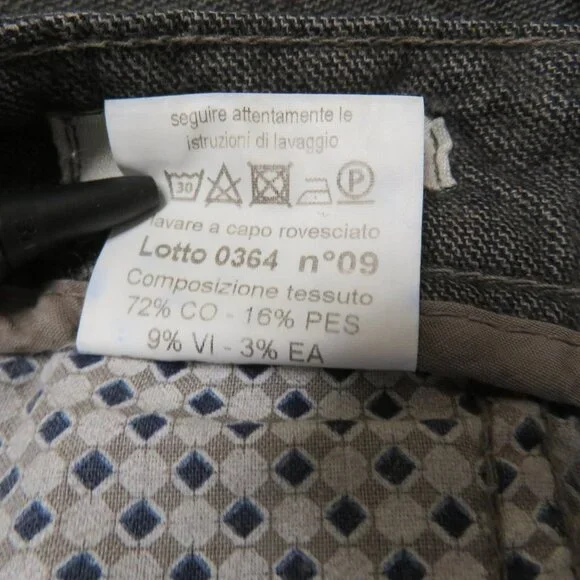 seguire attentamente le
istruzioni di lavaggio
30 P
lavare a capo rovesciato
Lotto 0364 n°09
Composizione tessuto
72% CO - 16% PES
9% VI - 3% EA